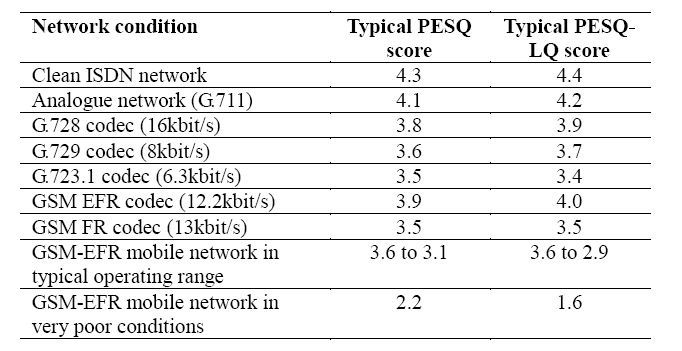 Network condition Typical PESQ Typical PESQ-
score LQ score
Clean ISDN network 4.3 4.4
Analogue network (G.711) 4.1 4.2
G.728 codec (16kbit/s) 3.8 3.9
G.729 codec (8kbit/s) 3.6 3.7
G.723.1 codec (6.3kbit/s) 3.5 3.4
GSM EFR codec (12.2kbit/s) 3.9 4.0
GSM FR codec (13kbit/s) 3.5 3.5
GSM-EFR mobile network in 3.6 to 3.1 3.6 to 2.9
typical operating range
GSM-EFR mobile network in 2.2 1.6
very poor conditions